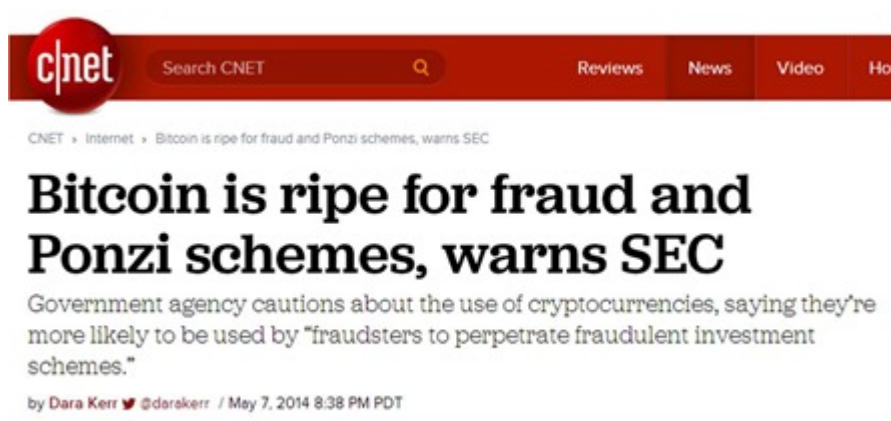 c|net
Search CNET
Reviews
News
Video
Ho
CNET › Internet › Bitcoin is ripe for fraud and Ponzi schemes, warns SEC
Bitcoin is ripe for fraud and
Ponzi schemes, warns SEC
Government agency cautions about the use of cryptocurrencies, saying they're
more likely to be used by “fraudsters to perpetrate fraudulent investment
schemes.”
by Dara Kerr @darakerr / May 7, 2014 8:38 PM PDT